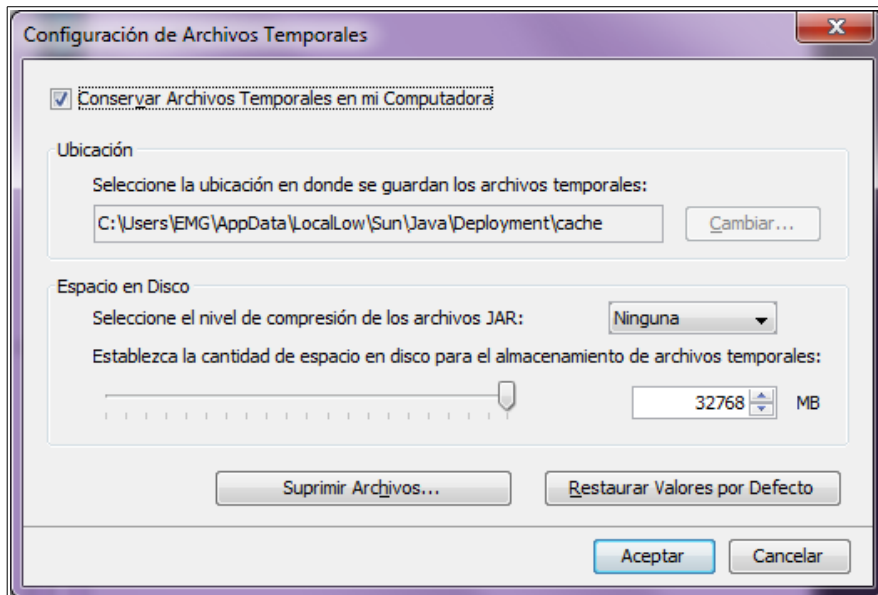 Configuración de Archivos Temporales
Conservar Archivos Temporales en mi Computadora
Ubicación
Seleccione la ubicación en donde se guardan los archivos temporales:
C:\Users\EMG\AppData\LocalLow\Sun\Java\Deployment\cache
Cambiar...
Espacio en Disco
Seleccione el nivel de compresión de los archivos JAR:
Ninguna
Establezca la cantidad de espacio en disco para el almacenamiento de archivos temporales:
32768 MB
Suprimir Archivos...
Restaurar Valores por Defecto
Aceptar
Cancelar